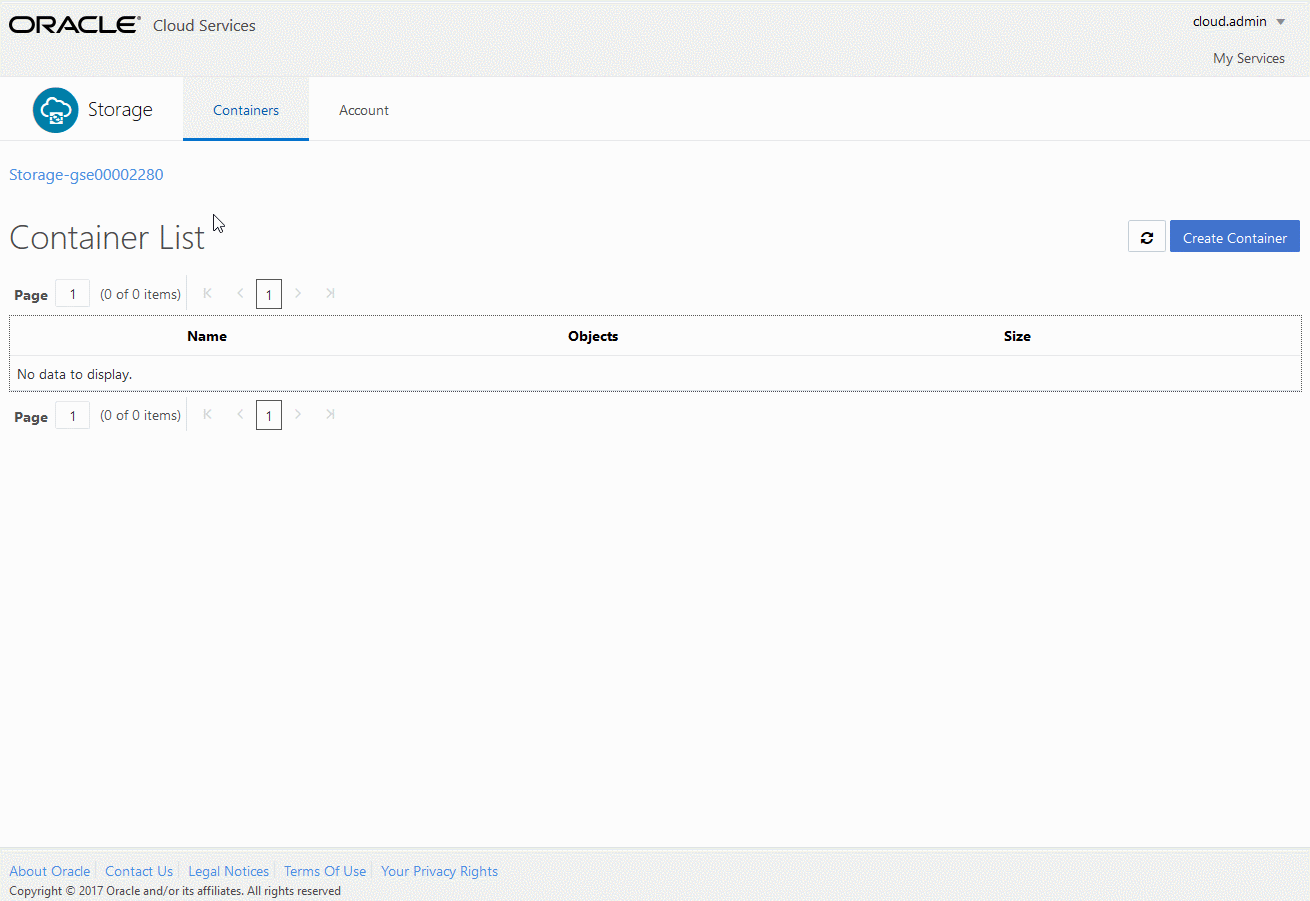 ORACLE® Cloud Services
cloud.admin
My Services
Storage
Containers
Account
Storage-gse00002280
Container List
Create Container
Page 1 (0 of 0 items) 1
Name Objects Size
No data to display.
Page 1 (0 of 0 items) 1
About Oracle Contact Us Legal Notices Terms Of Use Your Privacy Rights
Copyright © 2017 Oracle and/or its affiliates. All rights reserved